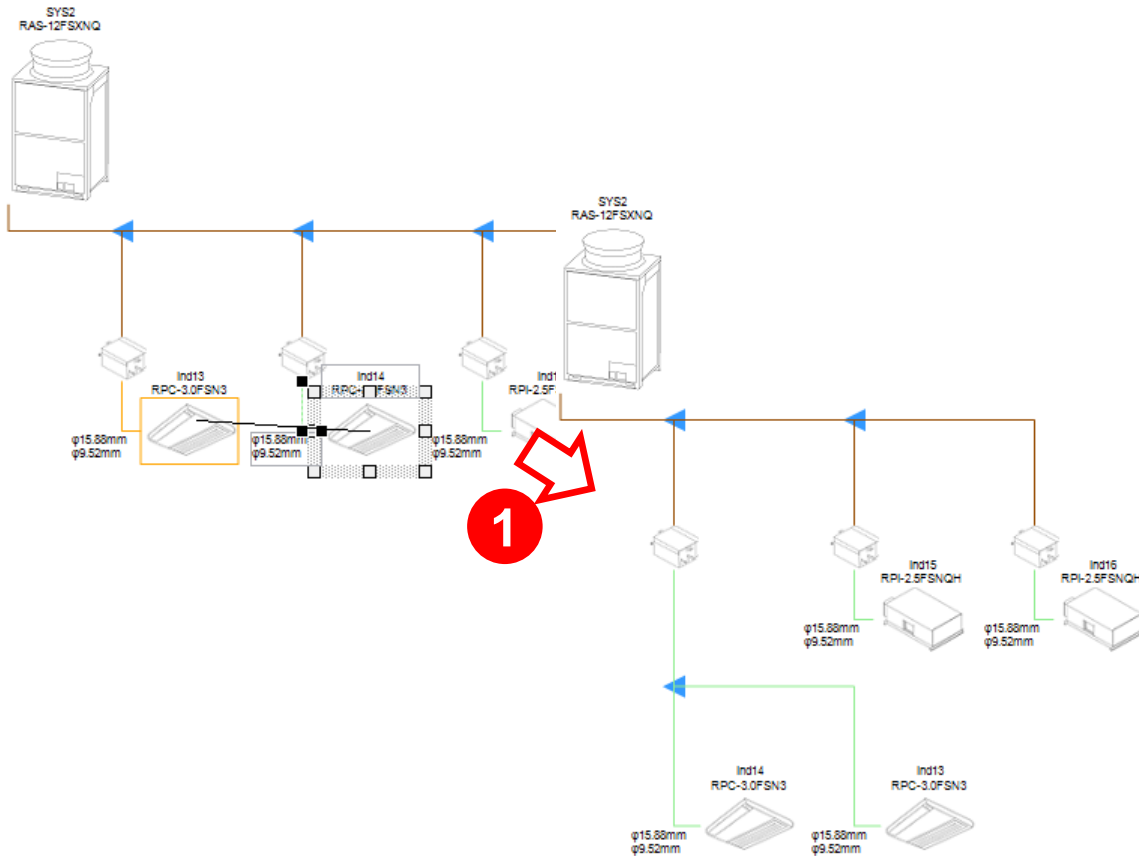 SYS2
RAS-12FSXNQ
SYS2
RAS-12FSXNQ
Ind13
RPC-3.0FSN3
Ind14
φ15.88mm
φ9.52mm
φ15.88mm
φ9.52mm
φ15.88mm
φ9.52mm
1
Ind15
RPI-2.5FSNQH
φ15.88mm
φ9.52mm
Ind16
RPI-2.5FSNQH
φ15.88mm
φ9.52mm
Ind14
RPC-3.0FSN3
φ15.88mm
φ9.52mm
Ind13
RPC-3.0FSN3
φ15.88mm
φ9.52mm